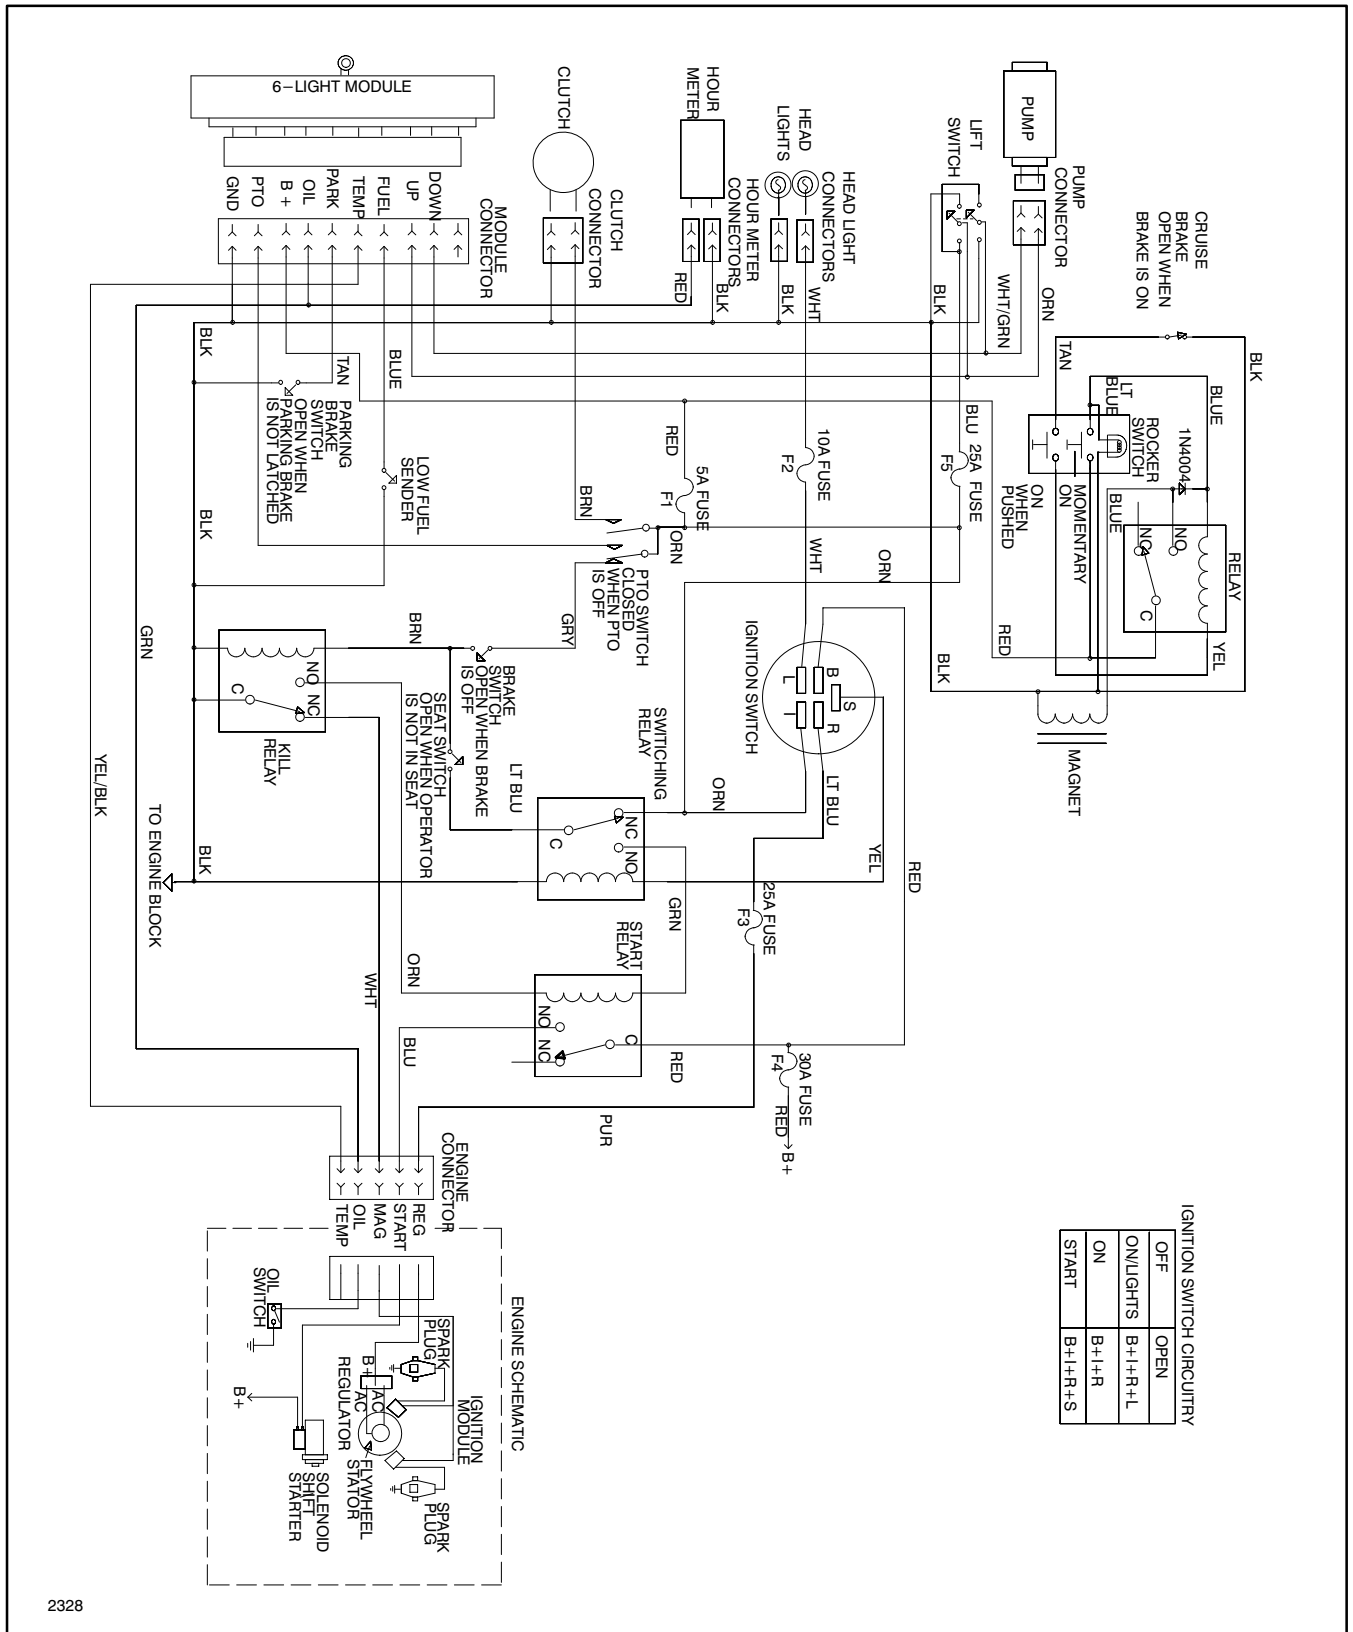 6-LIGHT MODULE
GND
PTO
B +
OIL
PARK
TEMP
FUEL
UP
DOWN
MODULE
CONNECTOR
CLUTCH
CLUTCH
CONNECTOR
HOUR
METER
HOUR METER
CONNECTORS
RED
BLK
HEAD
LIGHTS
HEAD LIGHT
CONNECTORS
BLK
WHT
LIFT
SWITCH
BLK
PUMP
PUMP
CONNECTOR
WHT/GRN
ORN
CRUISE
BRAKE
OPEN WHEN
BRAKE IS ON
TAN
BLK
LT
BLUE
BLUE
ROCKER
SWITCH
1N4004
MOMENTARY
ON
ON
WHEN
PUSHED
BLUE
NC
NO
C
RELAY
YEL
RED
BLK
MAGNET
BLK
TAN
BLUE
PARKING
BRAKE
SWITCH
OPEN WHEN
PARKING BRAKE
IS NOT LATCHED
LOW FUEL
SENDER
BLK
RED
5A FUSE
F1
BRN
ORN
10A FUSE
F2
WHT
BLU
25A FUSE
F5
ORN
PTO SWITCH
CLOSED
WHEN PTO
IS OFF
GRY
GRN
YEL/BLK
BRN
C
NO
NC
KILL
RELAY
BRAKE
SWITCH
OPEN WHEN BRAKE
IS OFF
SEAT SWITCH
OPEN WHEN OPERATOR
IS NOT IN SEAT
LT BLU
SWITICHING
RELAY
C
NC
NO
IGNITION SWITCH
L
B
S
I
R
ORN
LT BLU
YEL
RED
TO ENGINE BLOCK
BLK
WHT
ORN
BLU
START
RELAY
GRN
NO
NC
C
RED
25A FUSE
F3
PUR
30A FUSE
F4
RED
B+
ENGINE
CONNECTOR
TEMP
OIL
MAG
START
REG
ENGINE SCHEMATIC
OIL
SWITCH
B+
SPARK
PLUG
B+
AC
AC
REGULATOR
IGNITION
MODULE
FLYWHEEL
STATOR
SOLENOID
SHIFT
STARTER
SPARK
PLUG
IGNITION SWITCH CIRCUITRY
OFF OPEN
ON/LIGHTS B+I+R+L
ON B+I+R
START B+I+R+S
2328